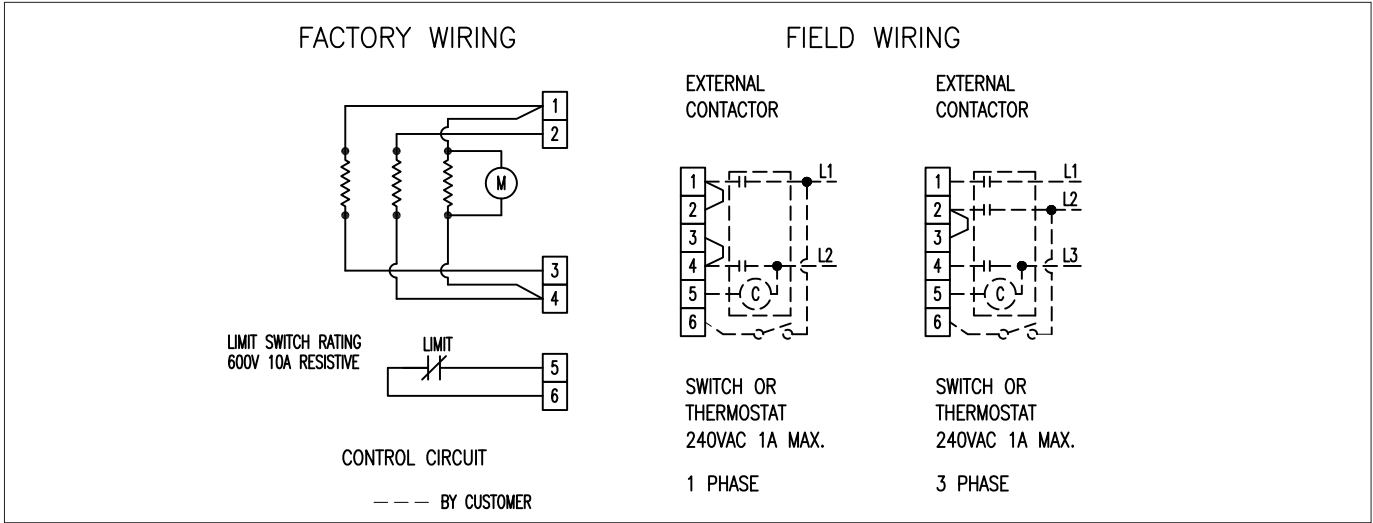 FACTORY WIRING
1
2
M
3
4
LIMIT SWITCH RATING
600V 10A RESISTIVE
LIMIT
5
6
CONTROL CIRCUIT
BY CUSTOMER
FIELD WIRING
EXTERNAL
CONTACTOR
1
2
3
4
5
6
L1
L2
C
SWITCH OR
THERMOSTAT
240VAC 1A MAX.
1 PHASE
EXTERNAL
CONTACTOR
1
2
3
4
5
6
L1
L2
L3
C
SWITCH OR
THERMOSTAT
240VAC 1A MAX.
3 PHASE